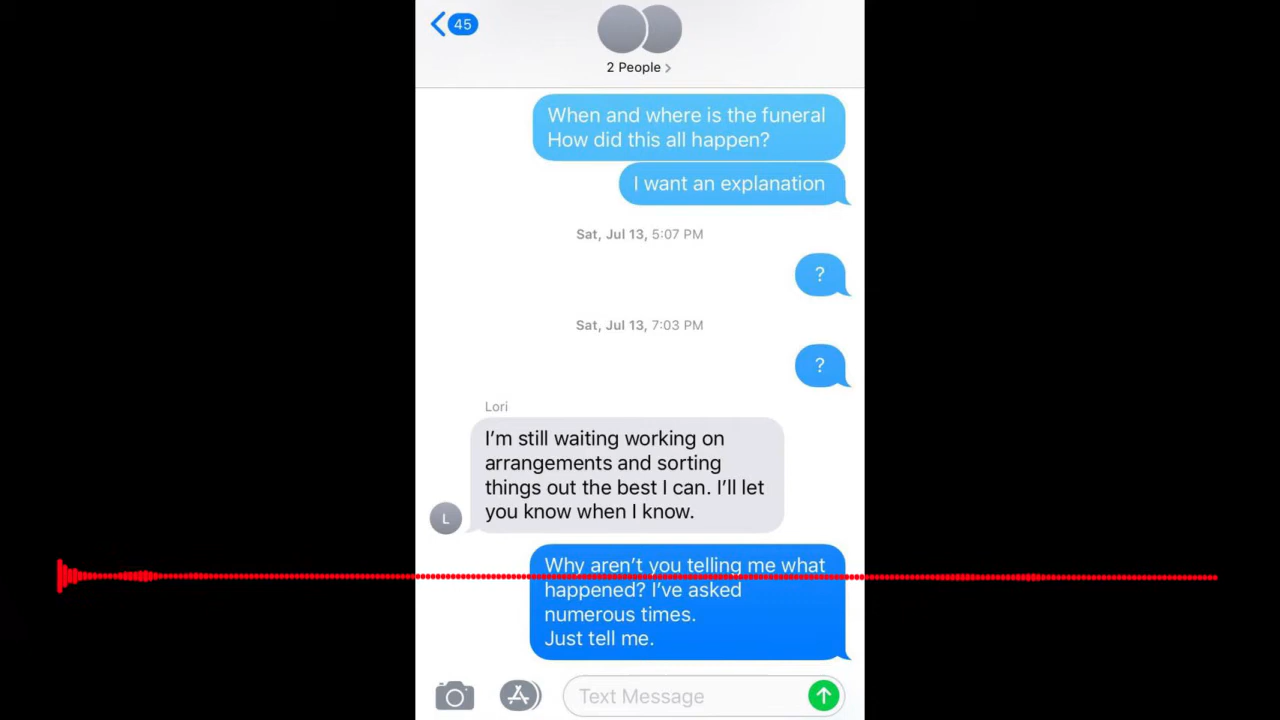 45
2 People >
When and where is the funeral
How did this all happen?
I want an explanation
Sat, Jul 13, 5:07 PM
?
Sat, Jul 13, 7:03 PM
?
Lori
I'm still waiting working on
arrangements and sorting
things out the best I can. I'll let
you know when I know.
L
Why aren't you telling me what
happened? I've asked
numerous times.
Just tell me.
Text Message